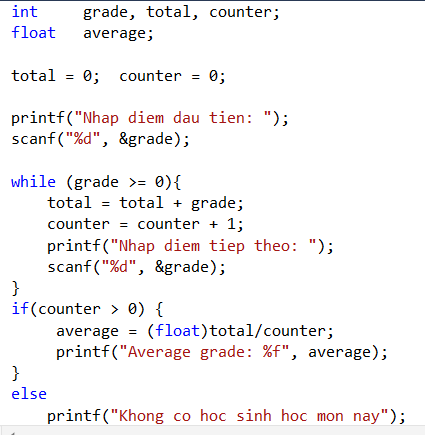 int     grade, total, counter;
float   average;
total = 0;  counter = 0;
printf("Nhap diem dau tien: ");
scanf("%d", &grade);
while (grade >= 0){
    total = total + grade;
    counter = counter + 1;
    printf("Nhap diem tiep theo: ");
    scanf("%d", &grade);
}
if(counter > 0) {
     average = (float)total/counter;
     printf("Average grade: %f", average);
}
else
    printf("Khong co hoc sinh hoc mon nay");